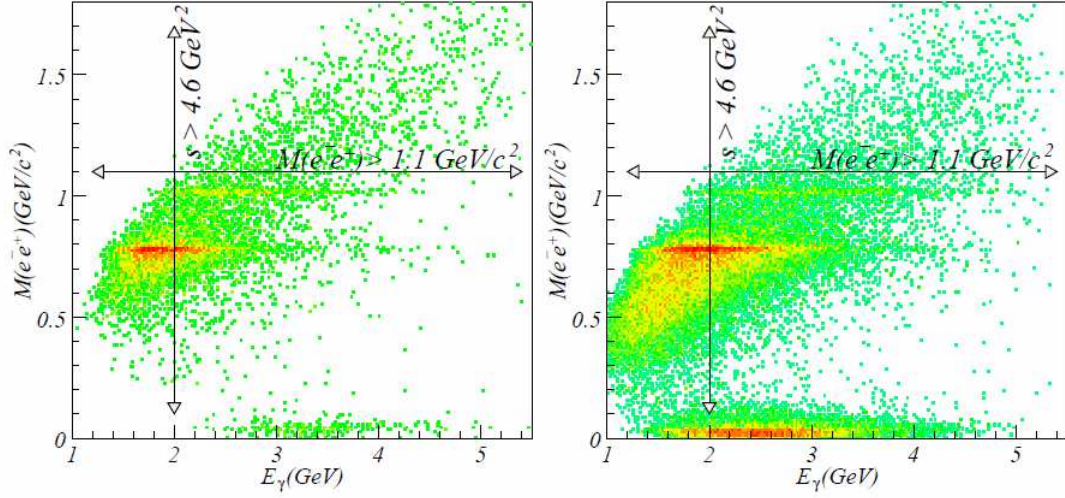 s > 4.6 GeV²
M(e⁻e⁺) > 1.1 GeV/c²
M(e⁻e⁺)(GeV/c²)
1.5
1
0.5
0
1 2 3 4 5
Eγ(GeV)
s > 4.6 GeV²
M(e⁻e⁺) > 1.1 GeV/c²
M(e⁻e⁺)(GeV/c²)
1.5
1
0.5
0
1 2 3 4 5
Eγ(GeV)